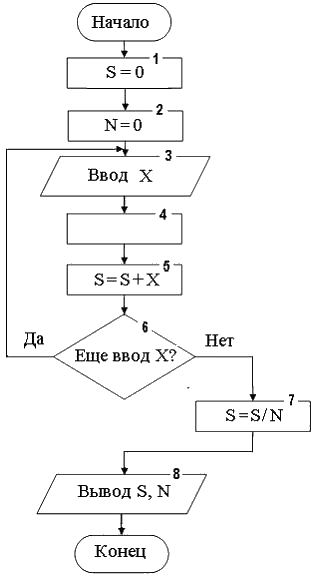 Начало
1
S = 0
2
N=0
3
Ввод X
4
5
S=S+X
6
Да
Еще ввод X?
Нет
7
S=S/N
8
Вывод S, N
Конец